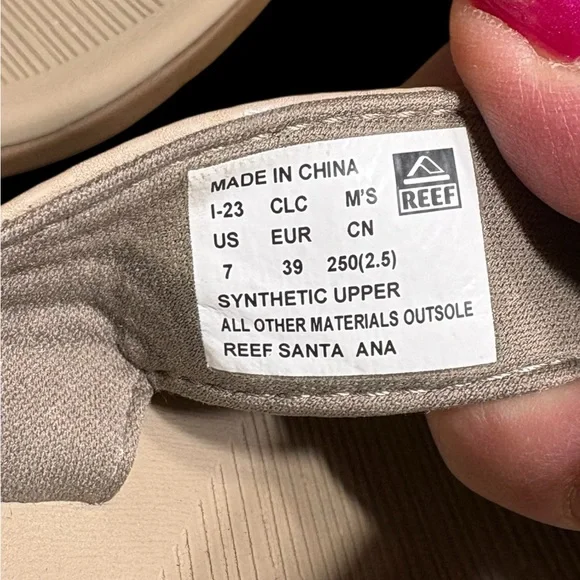 MADE IN CHINA
I-23 CLC M'S
REEF
US EUR CN
7 39 250(2.5)
SYNTHETIC UPPER
ALL OTHER MATERIALS OUTSOLE
REEF SANTA ANA